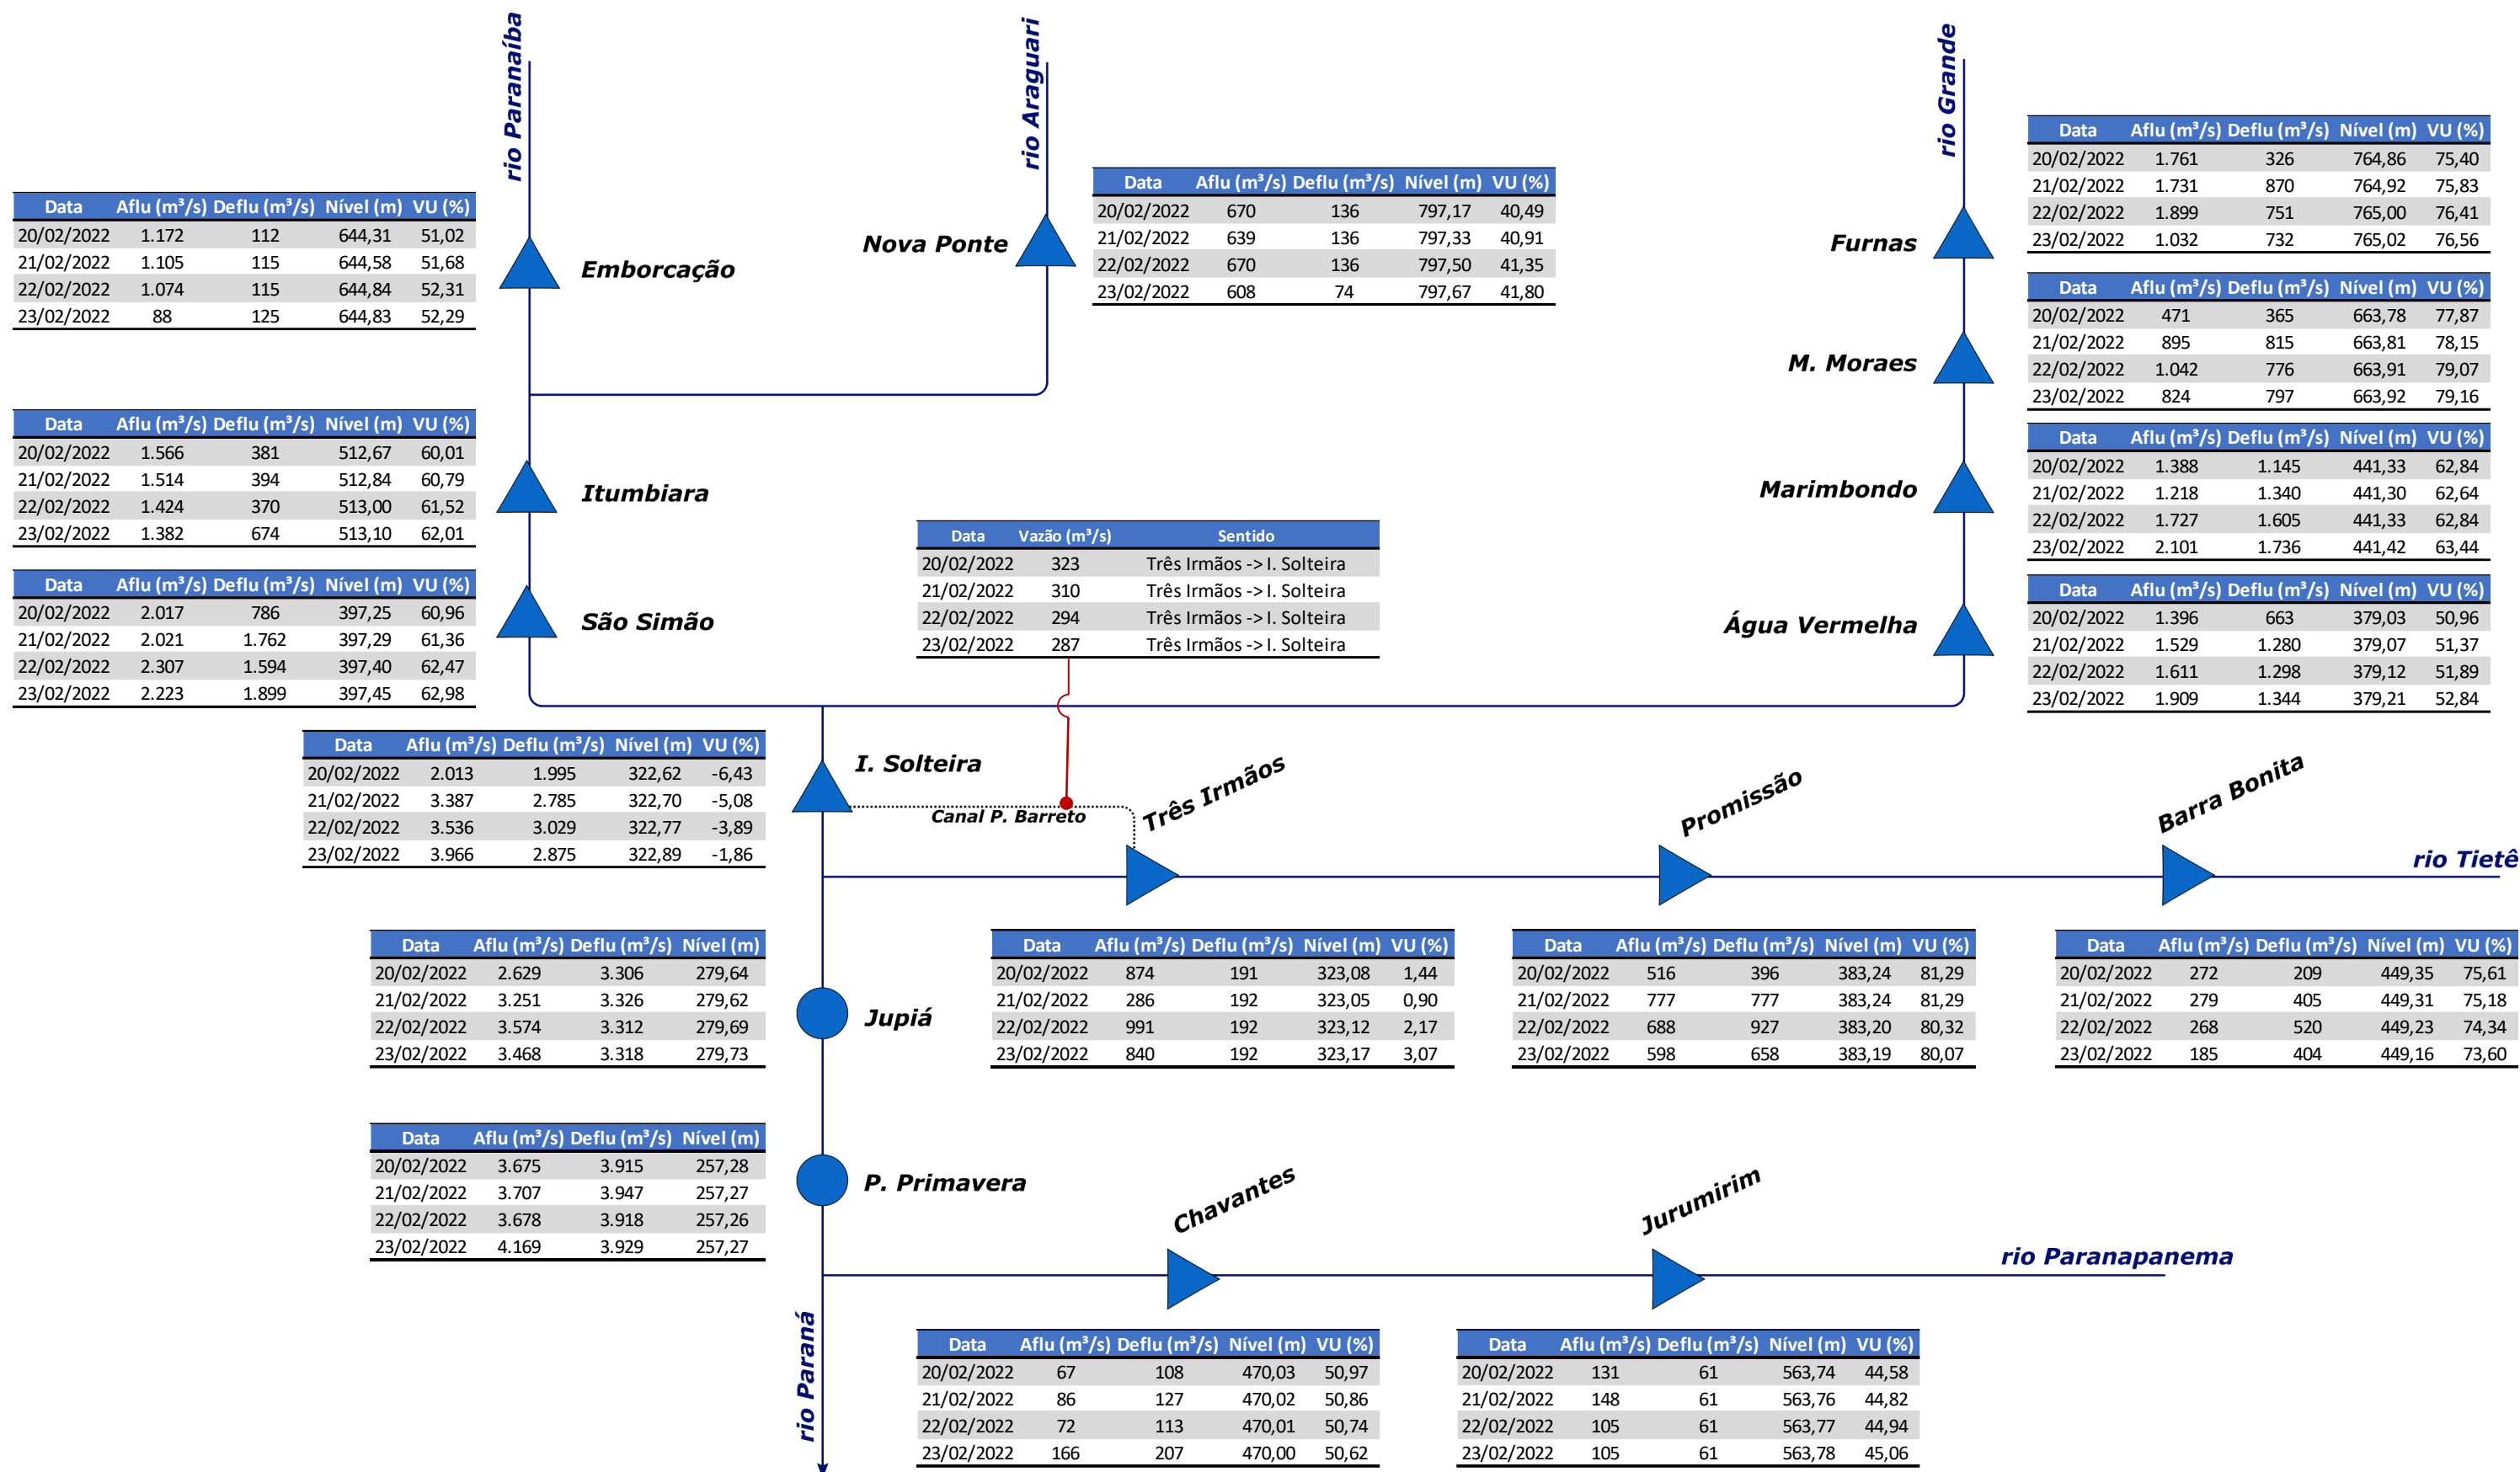 rio Paranaíba
rio Araguari
rio Grande
Data Aflu (m³/s) Deflu (m³/s) Nível (m) VU (%)
20/02/2022 1.172 112 644,31 51,02
21/02/2022 1.105 115 644,58 51,68
22/02/2022 1.074 115 644,84 52,31
23/02/2022 88 125 644,83 52,29
Emborcação
Nova Ponte
Data Aflu (m³/s) Deflu (m³/s) Nível (m) VU (%)
20/02/2022 670 136 797,17 40,49
21/02/2022 639 136 797,33 40,91
22/02/2022 670 136 797,50 41,35
23/02/2022 608 74 797,67 41,80
Furnas
Data Aflu (m³/s) Deflu (m³/s) Nível (m) VU (%)
20/02/2022 1.761 326 764,86 75,40
21/02/2022 1.731 870 764,92 75,83
22/02/2022 1.899 751 765,00 76,41
23/02/2022 1.032 732 765,02 76,56
M. Moraes
Data Aflu (m³/s) Deflu (m³/s) Nível (m) VU (%)
20/02/2022 471 365 663,78 77,87
21/02/2022 895 815 663,81 78,15
22/02/2022 1.042 776 663,91 79,07
23/02/2022 824 797 663,92 79,16
Data Aflu (m³/s) Deflu (m³/s) Nível (m) VU (%)
20/02/2022 1.566 381 512,67 60,01
21/02/2022 1.514 394 512,84 60,79
22/02/2022 1.424 370 513,00 61,52
23/02/2022 1.382 674 513,10 62,01
Itumbiara
Marimbondo
Data Aflu (m³/s) Deflu (m³/s) Nível (m) VU (%)
20/02/2022 1.388 1.145 441,33 62,84
21/02/2022 1.218 1.340 441,30 62,64
22/02/2022 1.727 1.605 441,33 62,84
23/02/2022 2.101 1.736 441,42 63,44
Data Aflu (m³/s) Deflu (m³/s) Nível (m) VU (%)
20/02/2022 2.017 786 397,25 60,96
21/02/2022 2.021 1.762 397,29 61,36
22/02/2022 2.307 1.594 397,40 62,47
23/02/2022 2.223 1.899 397,45 62,98
São Simão
Data Vazão (m³/s) Sentido
20/02/2022 323 Três Irmãos -> I. Solteira
21/02/2022 310 Três Irmãos -> I. Solteira
22/02/2022 294 Três Irmãos -> I. Solteira
23/02/2022 287 Três Irmãos -> I. Solteira
Água Vermelha
Data Aflu (m³/s) Deflu (m³/s) Nível (m) VU (%)
20/02/2022 1.396 663 379,03 50,96
21/02/2022 1.529 1.280 379,07 51,37
22/02/2022 1.611 1.298 379,12 51,89
23/02/2022 1.909 1.344 379,21 52,84
Data Aflu (m³/s) Deflu (m³/s) Nível (m) VU (%)
20/02/2022 2.013 1.995 322,62 -6,43
21/02/2022 3.387 2.785 322,70 -5,08
22/02/2022 3.536 3.029 322,77 -3,89
23/02/2022 3.966 2.875 322,89 -1,86
I. Solteira
Canal P. Barreto
Três Irmãos
Promissão
Barra Bonita
rio Tietê
Data Aflu (m³/s) Deflu (m³/s) Nível (m)
20/02/2022 2.629 3.306 279,64
21/02/2022 3.251 3.326 279,62
22/02/2022 3.574 3.312 279,69
23/02/2022 3.468 3.318 279,73
Jupiá
Data Aflu (m³/s) Deflu (m³/s) Nível (m) VU (%)
20/02/2022 874 191 323,08 1,44
21/02/2022 286 192 323,05 0,90
22/02/2022 991 192 323,12 2,17
23/02/2022 840 192 323,17 3,07
Data Aflu (m³/s) Deflu (m³/s) Nível (m) VU (%)
20/02/2022 516 396 383,24 81,29
21/02/2022 777 777 383,24 81,29
22/02/2022 688 927 383,20 80,32
23/02/2022 598 658 383,19 80,07
Data Aflu (m³/s) Deflu (m³/s) Nível (m) VU (%)
20/02/2022 272 209 449,35 75,61
21/02/2022 279 405 449,31 75,18
22/02/2022 268 520 449,23 74,34
23/02/2022 185 404 449,16 73,60
Data Aflu (m³/s) Deflu (m³/s) Nível (m)
20/02/2022 3.675 3.915 257,28
21/02/2022 3.707 3.947 257,27
22/02/2022 3.678 3.918 257,26
23/02/2022 4.169 3.929 257,27
P. Primavera
Chavantes
Jurumirim
rio Paranapanema
rio Paraná
Data Aflu (m³/s) Deflu (m³/s) Nível (m) VU (%)
20/02/2022 67 108 470,03 50,97
21/02/2022 86 127 470,02 50,86
22/02/2022 72 113 470,01 50,74
23/02/2022 166 207 470,00 50,62
Data Aflu (m³/s) Deflu (m³/s) Nível (m) VU (%)
20/02/2022 131 61 563,74 44,58
21/02/2022 148 61 563,76 44,82
22/02/2022 105 61 563,77 44,94
23/02/2022 105 61 563,78 45,06